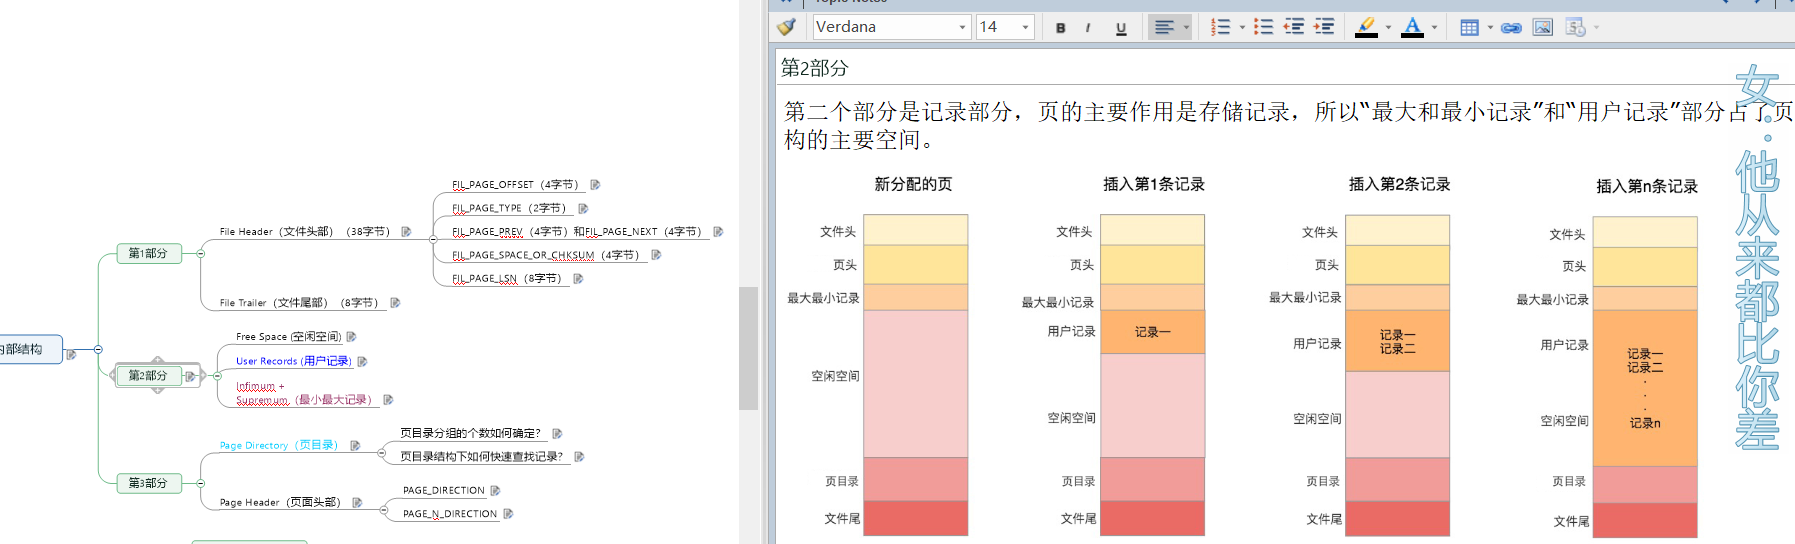 Verdana
14
B
I
U
A
第2部分
第二个部分是记录部分，页的主要作用是存储记录，所以“最大和最小记录”和“用户记录”部分占了页
构的主要空间。
女：他从来都比你差
内部结构
第1部分
File Header（文件头部）（38字节）
FIL_PAGE_OFFSET（4字节）
FIL_PAGE_TYPE（2字节）
FIL_PAGE_PREV（4字节）和FIL_PAGE_NEXT（4字节）
FIL_PAGE_SPACE_OR_CHKSUM（4字节）
FIL_PAGE_LSN（8字节）
File Trailer（文件尾部）（8字节）
第2部分
Free Space (空闲空间)
User Records (用户记录)
Infimum +
Supremum（最小最大记录）
第3部分
Page Directory（页目录）
页目录分组的个数如何确定？
页目录结构下如何快速查找记录？
Page Header（页面头部）
PAGE_DIRECTION
PAGE_N_DIRECTION
新分配的页
文件头
页头
最大最小记录
空闲空间
页目录
文件尾
插入第1条记录
文件头
页头
最大最小记录
用户记录
记录一
空闲空间
页目录
文件尾
插入第2条记录
文件头
页头
最大最小记录
用户记录
记录一
记录二
空闲空间
页目录
文件尾
插入第n条记录
文件头
页头
最大最小记录
用户记录
记录一
记录二
.
.
.
记录n
空闲空间
页目录
文件尾